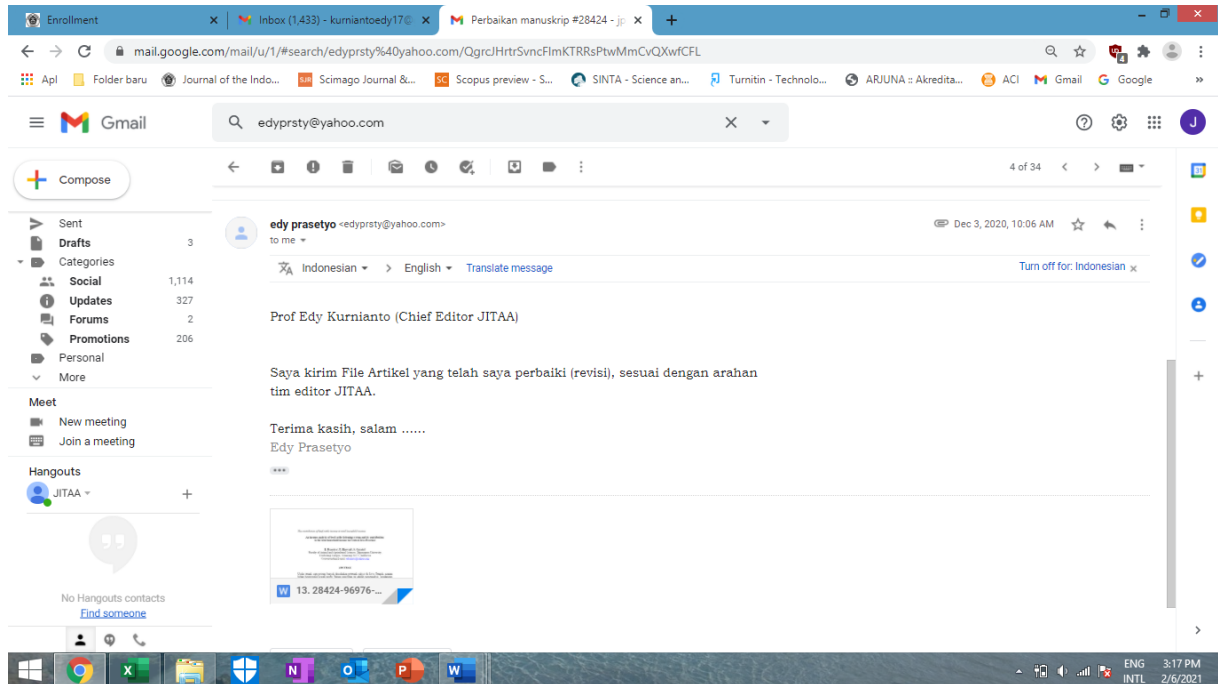 Enrollment
Inbox (1,433) - kurniantoedy17@
Perbaikan manuskrip #28424 - jp
mail.google.com/mail/u/1/#search/edyprsty%40yahoo.com/QgrcJHrtrSvncFlmKTRRsPtwMmCvQXwfCFL
Apl
Folder baru
Journal of the Indo...
Scimago Journal &...
Scopus preview - S...
SINTA - Science an...
Turnitin - Technolo...
ARJUNA :: Akredita...
ACI
Gmail
Google
Gmail
edyprsty@yahoo.com
J
Compose
4 of 34
Sent
Drafts 3
Categories
Social 1,114
Updates 327
Forums 2
Promotions 206
Personal
More
Meet
New meeting
Join a meeting
Hangouts
JITAA
No Hangouts contacts
Find someone
edy prasetyo <edyprsty@yahoo.com>
Dec 3, 2020, 10:06 AM
to me
Indonesian > English Translate message
Turn off for: Indonesian x
Prof Edy Kurnianto (Chief Editor JITAA)
Saya kirim File Artikel yang telah saya perbaiki (revisi), sesuai dengan arahan
tim editor JITAA.
Terima kasih, salam ......
Edy Prasetyo
W 13. 28424-96976-...
ENG 3:17 PM
INTL 2/6/2021